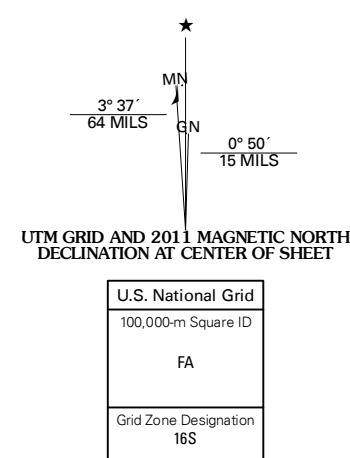 MN
3° 37´
64 MILS
GN
0° 50´
15 MILS
UTM GRID AND 2011 MAGNETIC NORTH
DECLINATION AT CENTER OF SHEET
U.S. National Grid
100,000-m Square ID
FA
Grid Zone Designation
16S